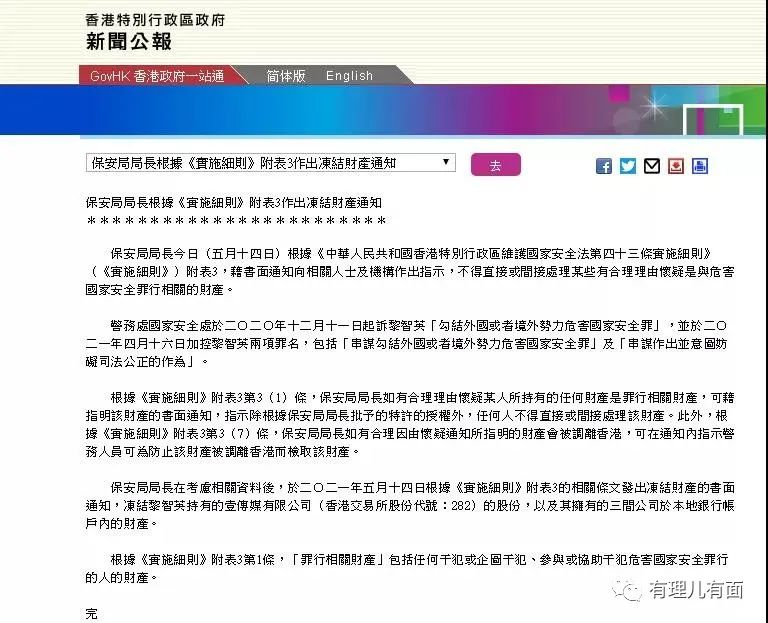 香港特別行政區政府
新聞公報
GovHK 香港政府一站通 简体版 English
保安局局長根據《實施細則》附表3作出凍結財產通知 去
保安局局長根據《實施細則》附表3作出凍結財產通知
＊＊＊＊＊＊＊＊＊＊＊＊＊＊＊＊＊＊＊＊＊＊＊＊
保安局局長今日（五月十四日）根據《中華人民共和國香港特別行政區維護國家安全法第四十三條實施細則》
（《實施細則》）附表3，藉書面通知向相關人士及機構作出指示，不得直接或間接處理某些有合理理由懷疑是與危害
國家安全罪行相關的財產。
警務處國家安全處於二○二○年十二月十一日起訴黎智英「勾結外國或者境外勢力危害國家安全罪」，並於二○
二一年四月十六日加控黎智英兩項罪名，包括「串謀勾結外國或者境外勢力危害國家安全罪」及「串謀作出並意圖妨
礙司法公正的作為」。
根據《實施細則》附表3第3（1）條，保安局局長如有合理理由懷疑某人所持有的任何財產是罪行相關財產，可藉
指明該財產的書面通知，指示除根據保安局局長批予的特許的授權外，任何人不得直接或間接處理該財產。此外，根
據《實施細則》附表3第3（7）條，保安局局長如有合理因由懷疑通知所指明的財產會被調離香港，可在通知內指示警
務人員可為防止該財產被調離香港而檢取該財產。
保安局局長在考慮相關資料後，於二○二一年五月十四日根據《實施細則》附表3的相關條文發出凍結財產的書面
通知，凍結黎智英持有的壹傳媒有限公司（香港交易所股份代號：282）的股份，以及其擁有的三間公司於本地銀行帳
戶內的財產。
根據《實施細則》附表3第1條，「罪行相關財產」包括任何干犯或企圖干犯、參與或協助干犯危害國家安全罪行
的人的財產。
完
有理儿有面